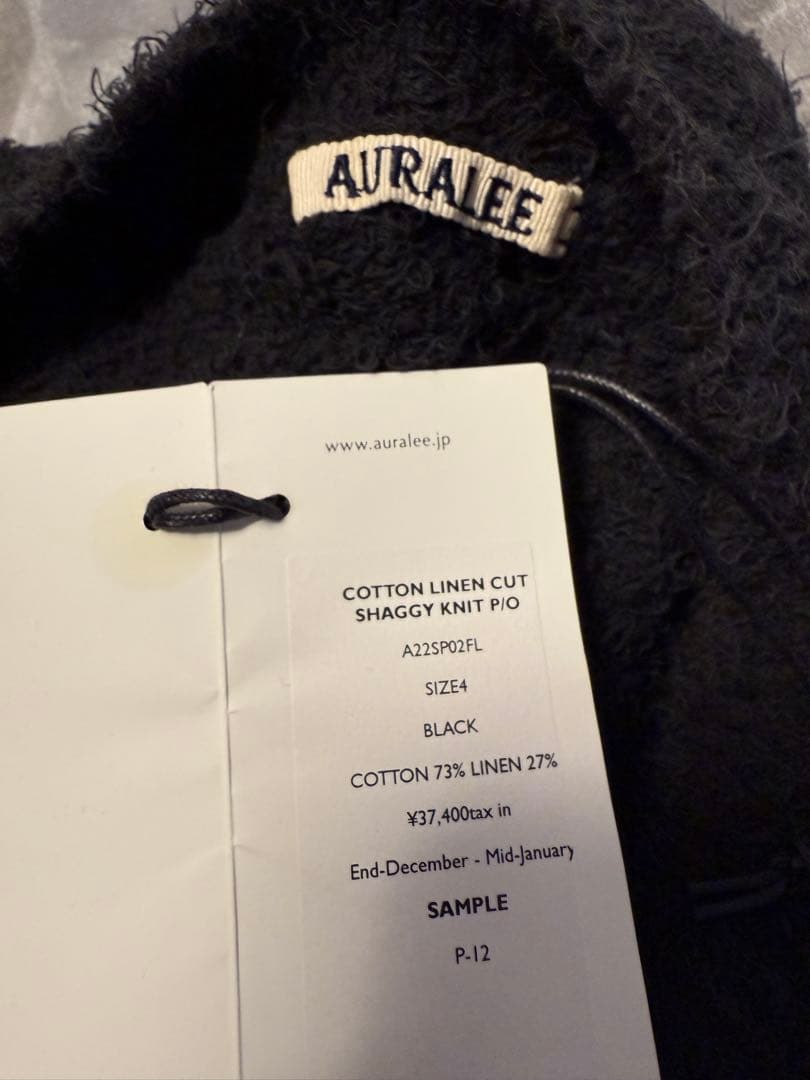 AURALEE
www.auralee.jp
COTTON LINEN CUT
SHAGGY KNIT P/O
A22SP02FL
SIZE4
BLACK
COTTON 73% LINEN 27%
¥37,400tax in
End-December - Mid-January
SAMPLE
P-12